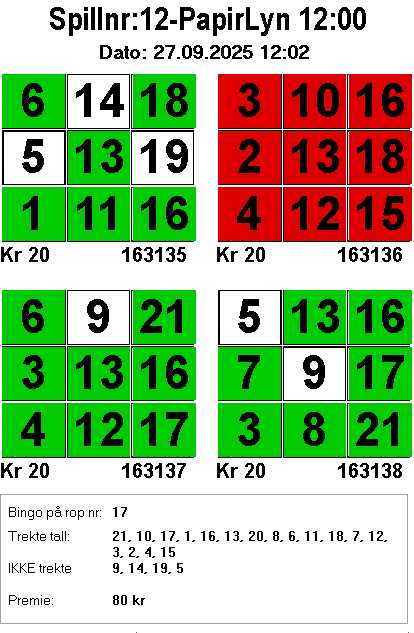 Spillnr:12-PapirLyn 12:00
Dato: 27.09.2025 12:02
6 14 18 3 10 16
5 13 19 2 13 18
1 11 16 4 12 15
Kr 20 163135 Kr 20 163136
6 9 21 5 13 16
3 13 16 7 9 17
4 12 17 3 8 21
Kr 20 163137 Kr 20 163138
Bingo på rop nr: 17
Trekte tall: 21, 10, 17, 1, 16, 13, 20, 8, 6, 11, 18, 7, 12,
3, 2, 4, 15
IKKE trekte 9, 14, 19, 5
Premie: 80 kr